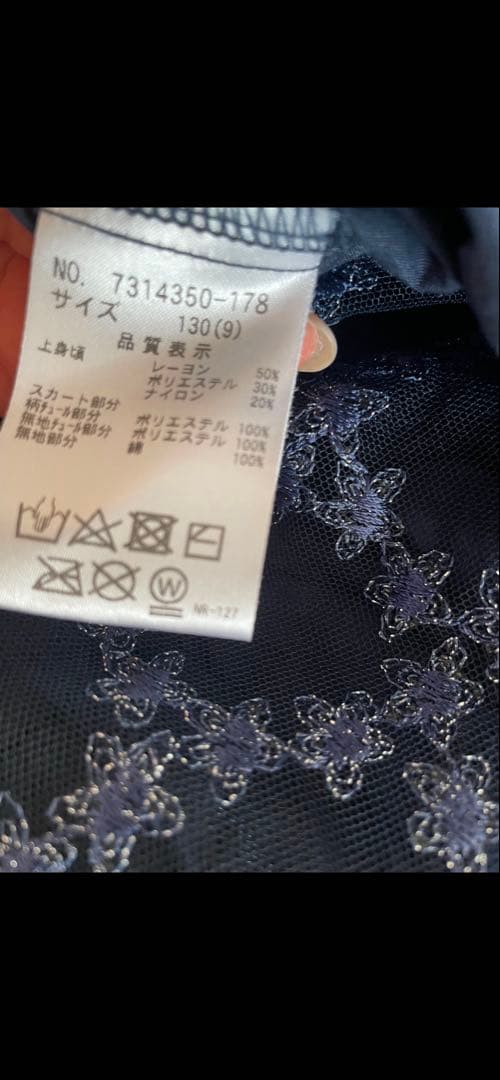 NO. 7314350-178
サイズ 130(9)
品質表示
上身頃 レーヨン 50%
ポリエステル 30%
ナイロン 20%
スカート部分
柄チュール部分 ポリエステル 100%
無地チュール部分 ポリエステル 100%
無地部分 綿 100%
W
NR-127